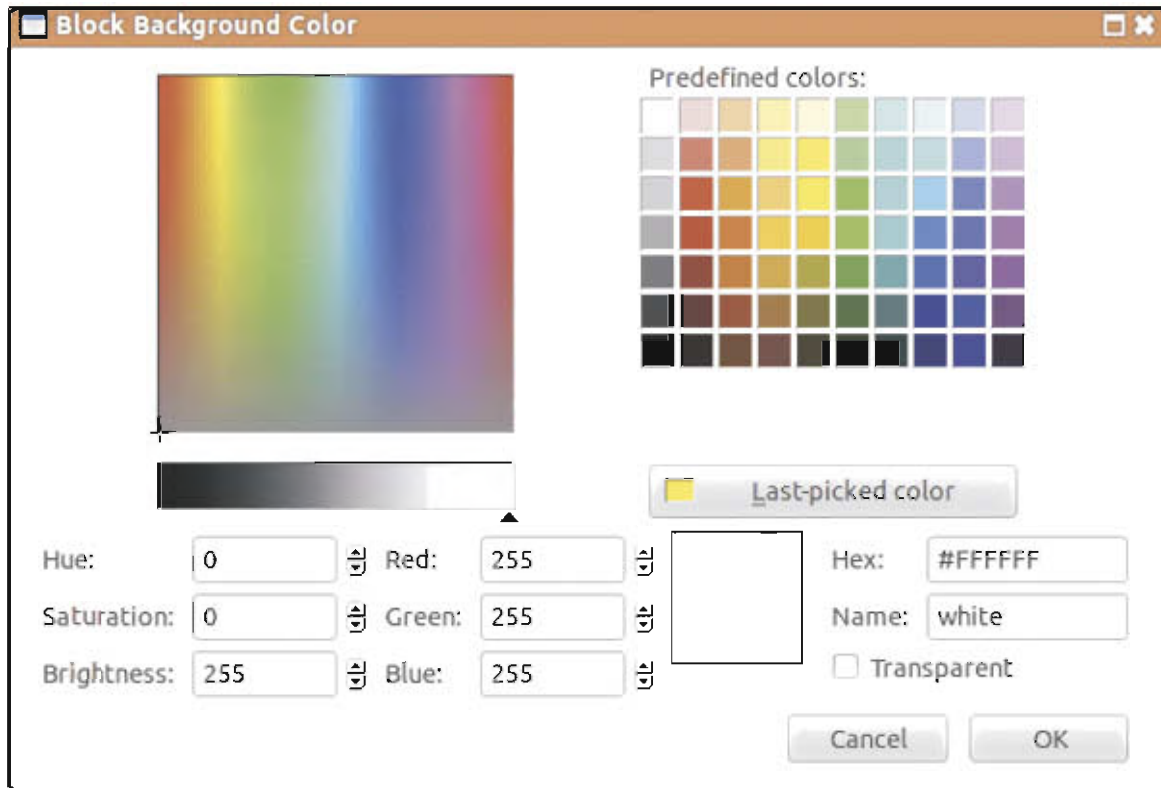 Block Background Color
Predefined colors:
Last-picked color
Hue: 0 Red: 255 Hex: #FFFFFF
Saturation: 0 Green: 255 Name: white
Brightness: 255 Blue: 255 Transparent
Cancel OK